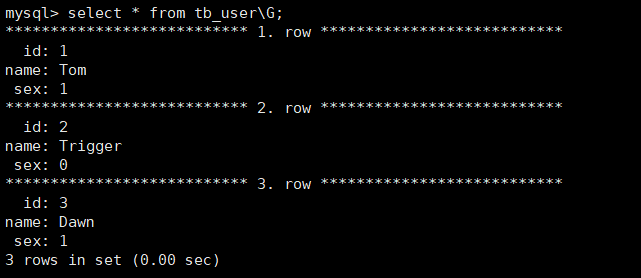 mysql> select * from tb_user\G;
*************************** 1. row ***************************
  id: 1
name: Tom
 sex: 1
*************************** 2. row ***************************
  id: 2
name: Trigger
 sex: 0
*************************** 3. row ***************************
  id: 3
name: Dawn
 sex: 1
3 rows in set (0.00 sec)